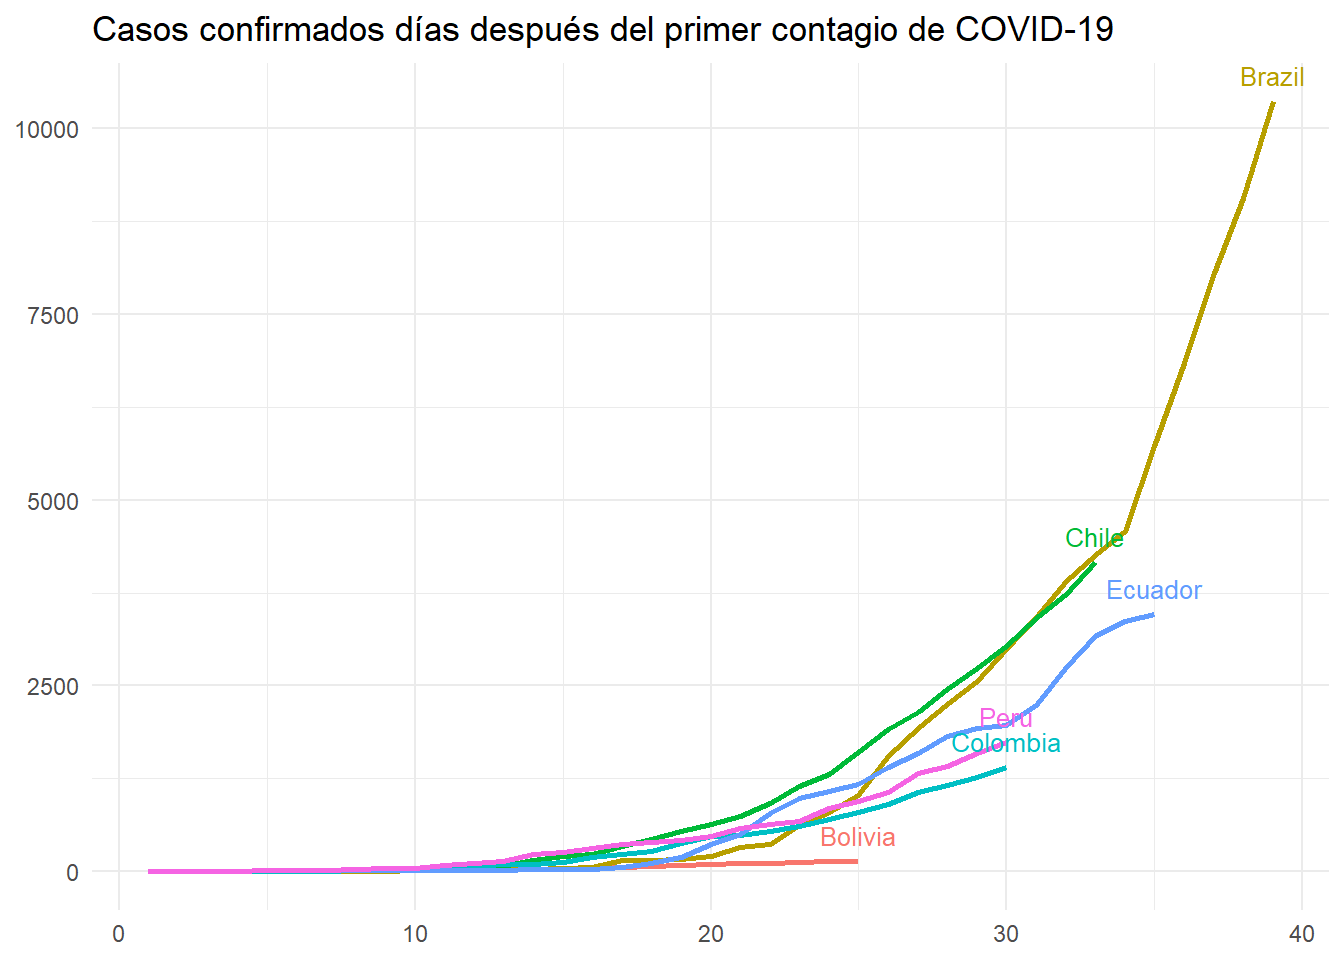 Casos confirmados días después del primer contagio de COVID-19
Brazil
10000
7500
5000
Chile
Ecuador
2500
Peru
Colombia
Bolivia
0
0 10 20 30 40